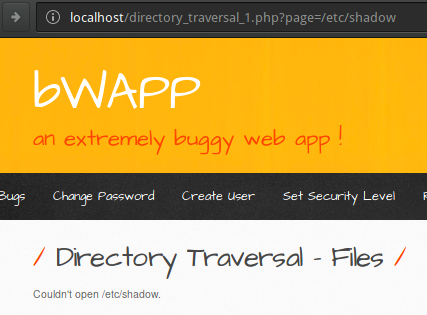 localhost/directory_traversal_1.php?page=/etc/shadow
bWAPP
an extremely buggy web app !
Bugs Change Password Create User Set Security Level
/ Directory Traversal - Files /
Couldn't open /etc/shadow.